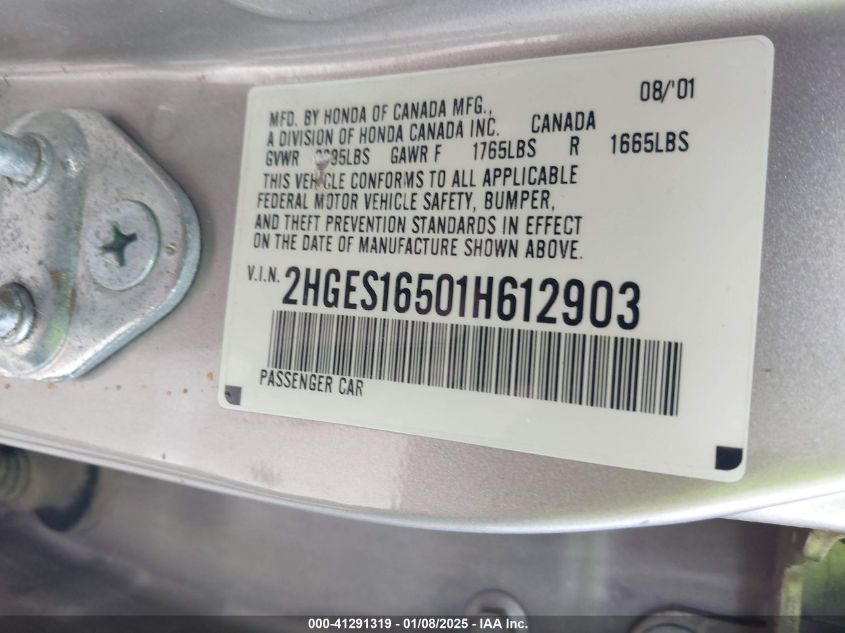 08/'01
MFD. BY HONDA OF CANADA MFG.,
A DIVISION OF HONDA CANADA INC. CANADA
GVWR LBS GAWR F 1765LBS R 1665LBS
THIS VEHICLE CONFORMS TO ALL APPLICABLE
FEDERAL MOTOR VEHICLE SAFETY, BUMPER,
AND THEFT PREVENTION STANDARDS IN EFFECT
ON THE DATE OF MANUFACTURE SHOWN ABOVE.
V.I.N. 2HGES16501H612903
PASSENGER CAR
000-41291319 | 01/08/2025 - IAA Inc.